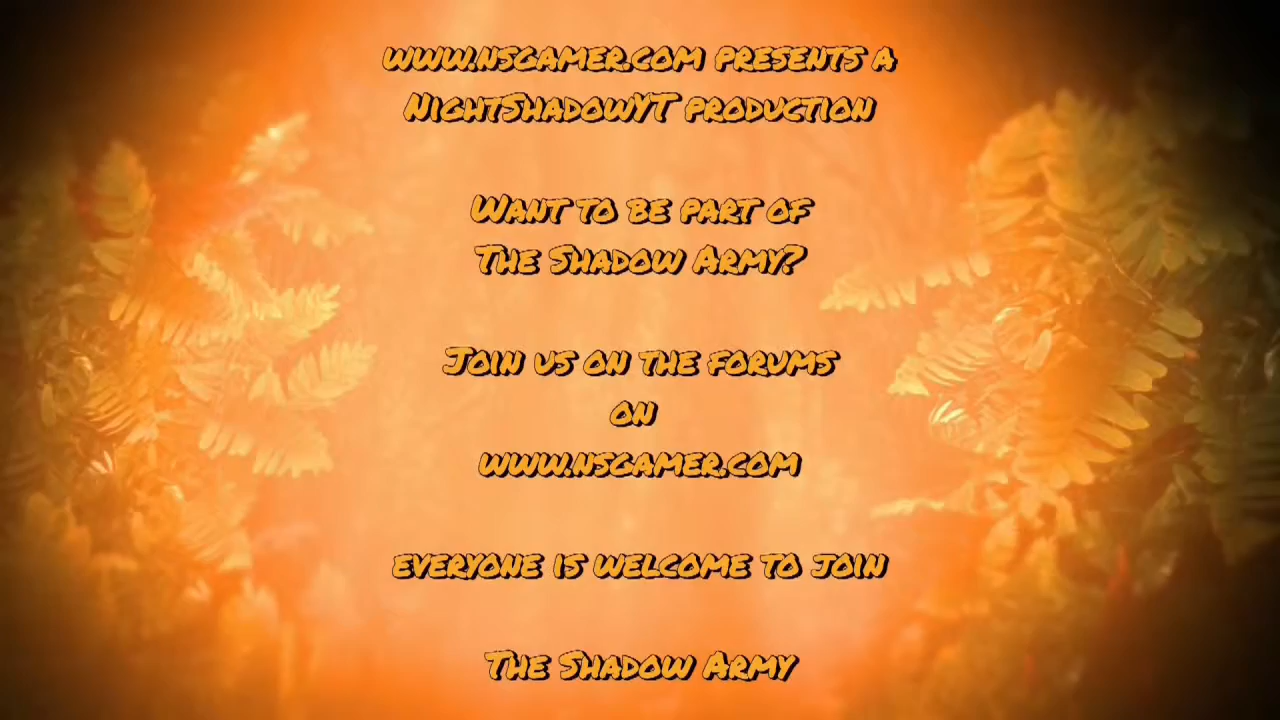 www.nsgamer.com presents a
NightShadowYT production
Want to be part of
The Shadow Army?
Join us on the forums
on
www.nsgamer.com
everyone is welcome to join
The Shadow Army